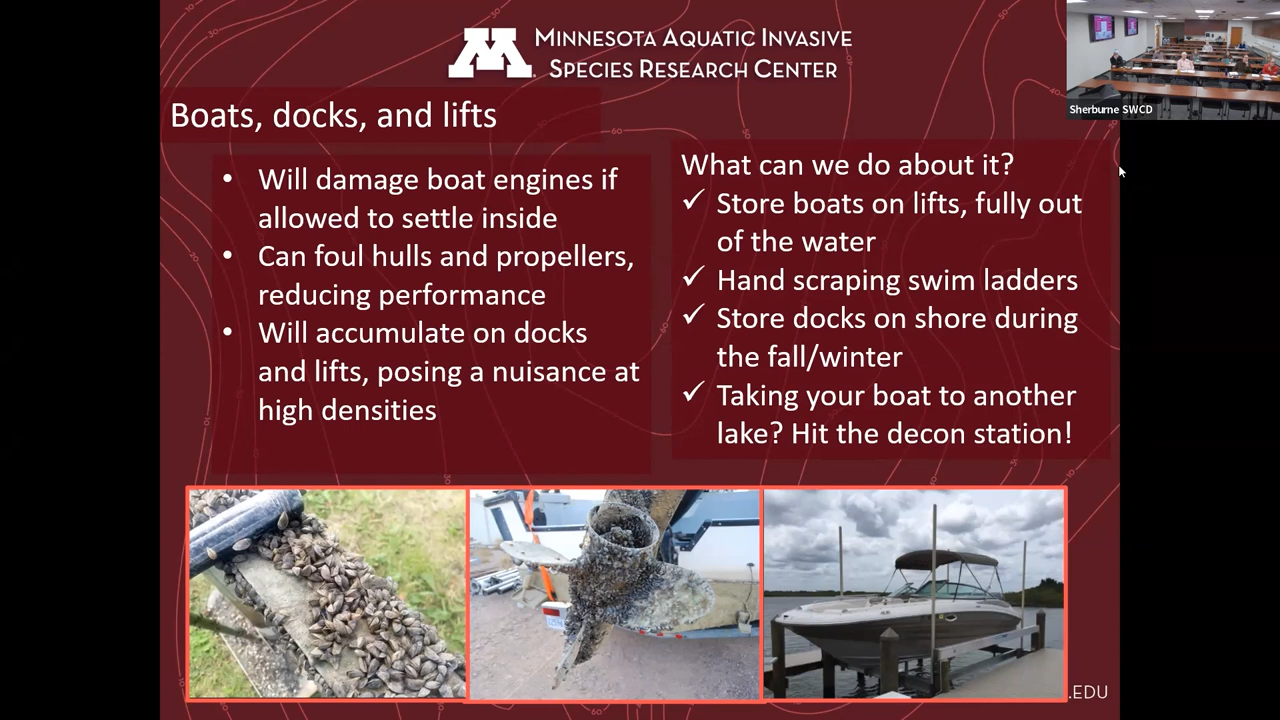 MINNESOTA AQUATIC INVASIVE
SPECIES RESEARCH CENTER
Sherburne SWCD
Boats, docks, and lifts
• Will damage boat engines if
allowed to settle inside
• Can foul hulls and propellers,
reducing performance
• Will accumulate on docks
and lifts, posing a nuisance at
high densities
What can we do about it?
✓ Store boats on lifts, fully out
of the water
✓ Hand scraping swim ladders
✓ Store docks on shore during
the fall/winter
✓ Taking your boat to another
lake? Hit the decon station!
.EDU